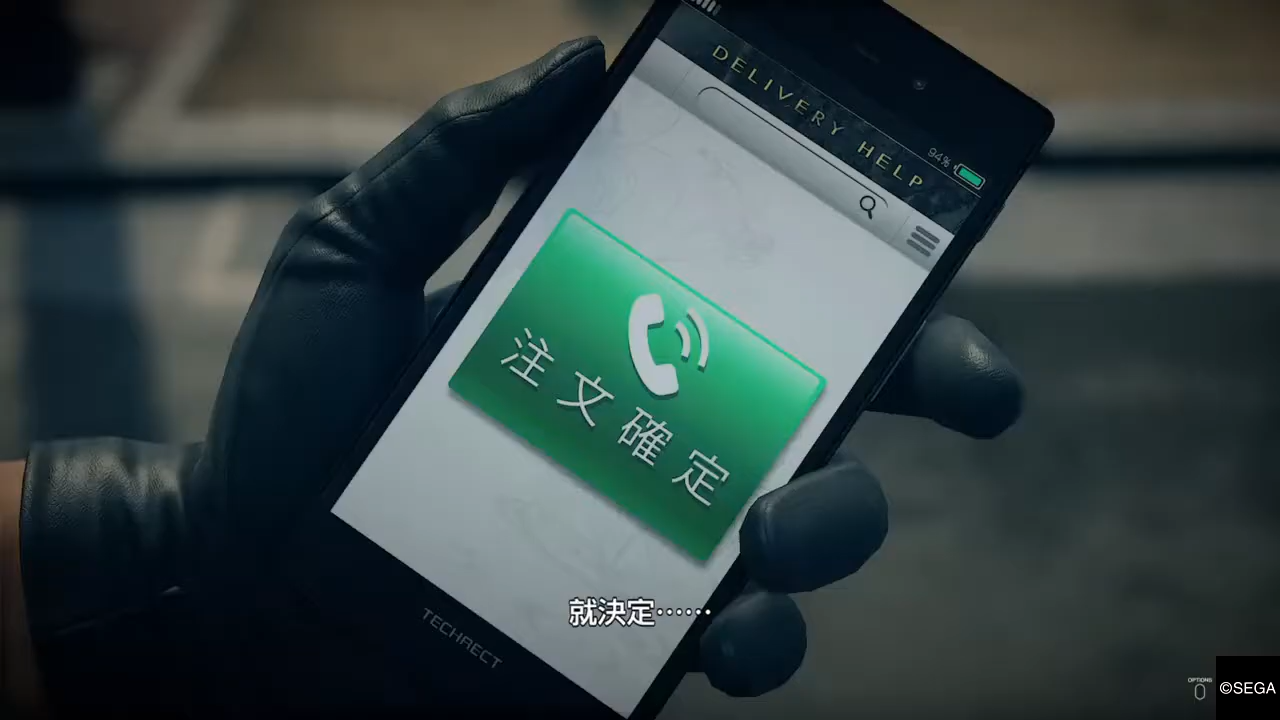 DELIVERY HELP
94%
注文確定
就決定……
TECHRECT
OPTIONS
©SEGA